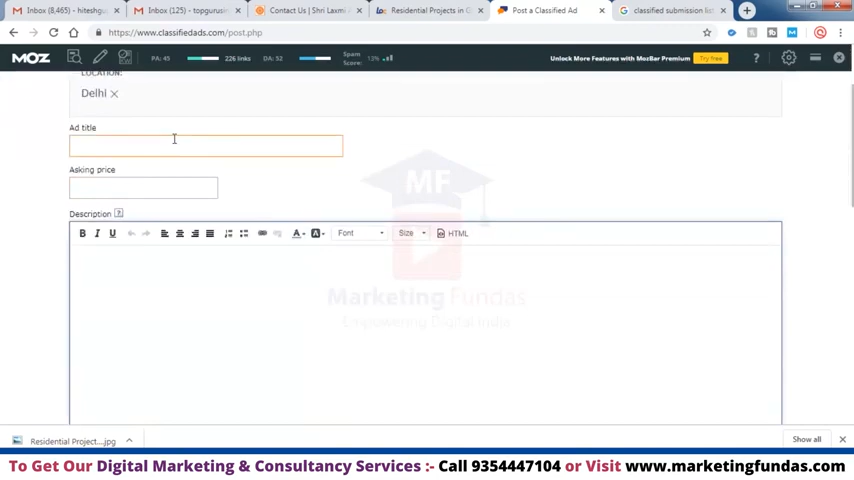 Inbox (8,465) - hiteshgu
Inbox (125) - topgurusin
Contact Us | Shri Laxmi
Residential Projects in G
Post a Classified Ad
classified submission list
https://www.classifiedads.com/post.php
MOZ
PA: 45
226 links
DA: 52
Spam
Score:
13%
Unlock More Features with MozBar Premium
Try free
LOCATION:
Delhi
Ad title
Asking price
Description
B I U
A
A
Font
Size
HTML
MF
Marketing Fundas
Empowering Digital India
Residential Project....jpg
Show all
To Get Our Digital Marketing & Consultancy Services :- Call 9354447104 or Visit www.marketingfundas.com